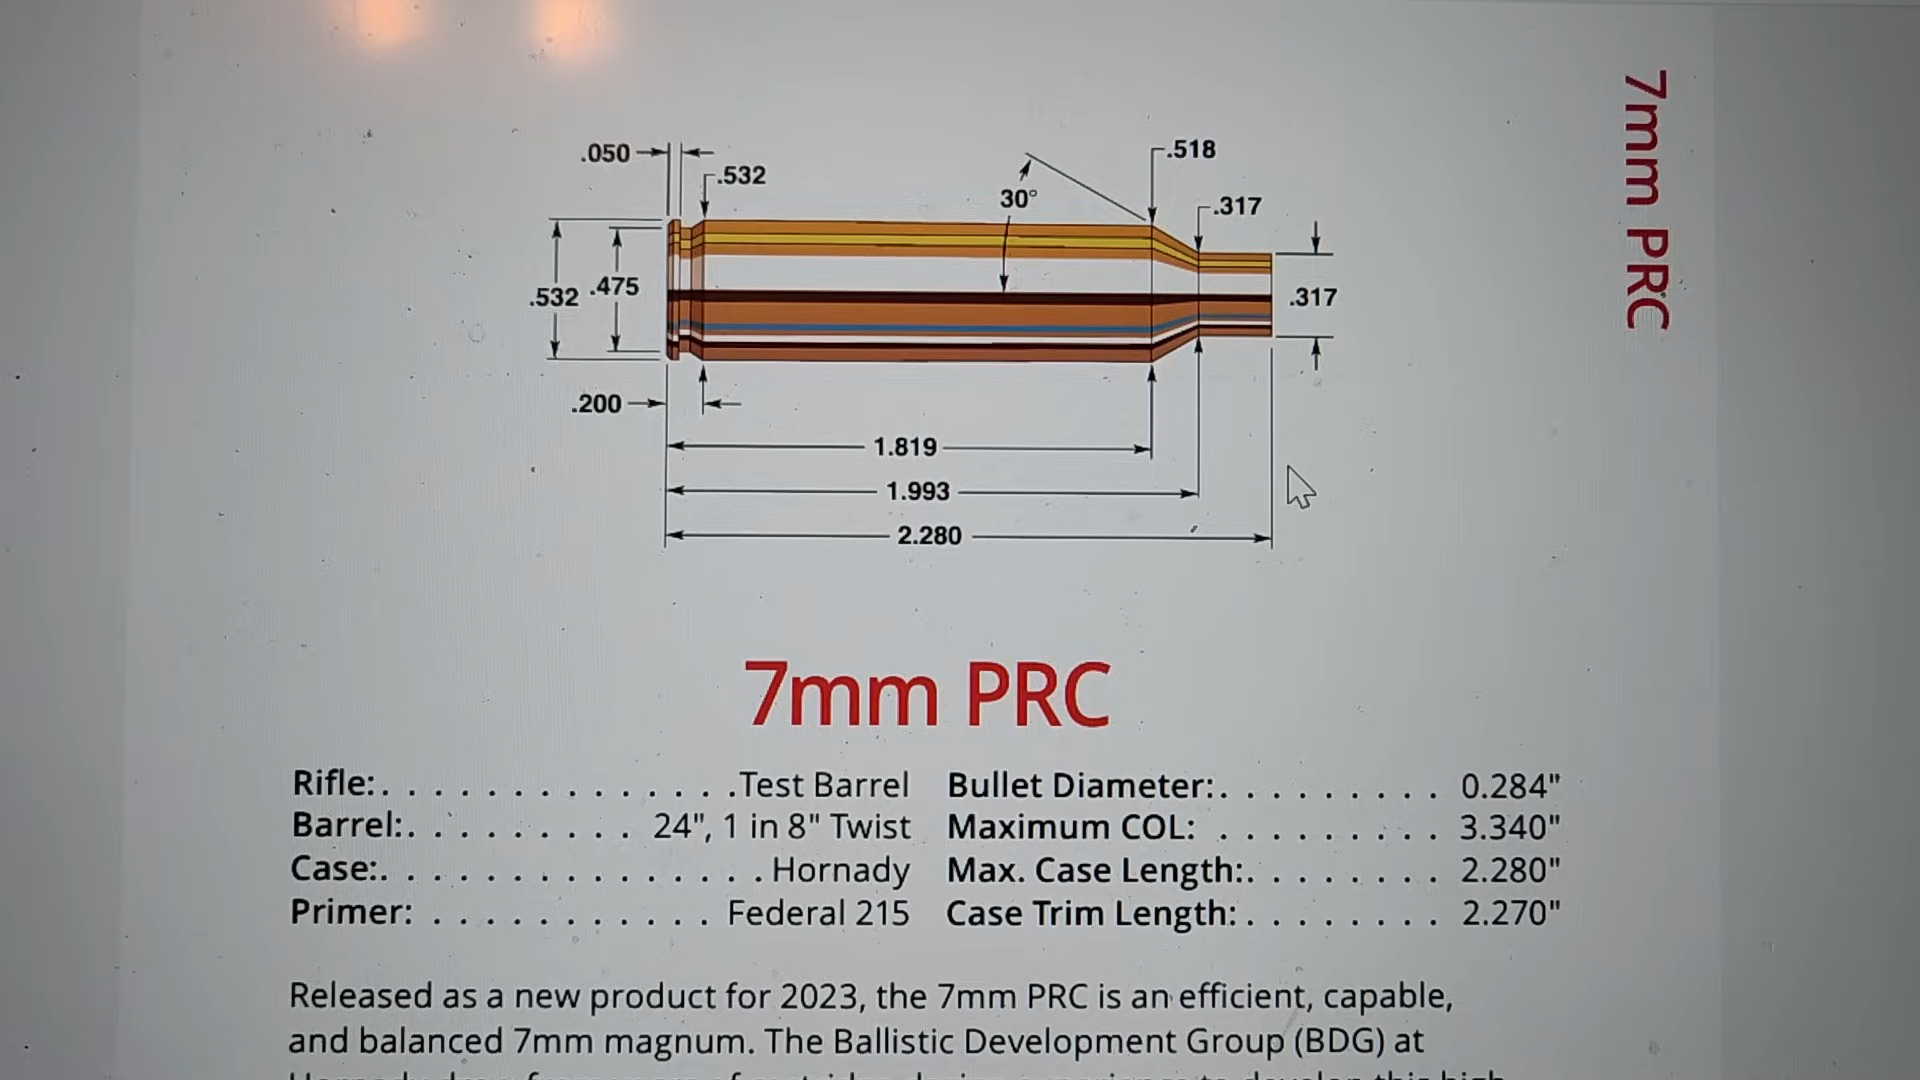 7mm PRC
.050
.532
.518
30°
.317
.532
.475
.317
.200
1.819
1.993
2.280
7mm PRC
Rifle:. . . . . . . . . . . . . . .Test Barrel
Barrel:. . . . . . . . . 24", 1 in 8" Twist
Case:. . . . . . . . . . . . . . . . Hornady
Primer: . . . . . . . . . . . Federal 215
Bullet Diameter:. . . . . . . . . 0.284"
Maximum COL: . . . . . . . . . 3.340"
Max. Case Length:. . . . . . . . 2.280"
Case Trim Length:. . . . . . . . 2.270"
Released as a new product for 2023, the 7mm PRC is an efficient, capable,
and balanced 7mm magnum. The Ballistic Development Group (BDG) at